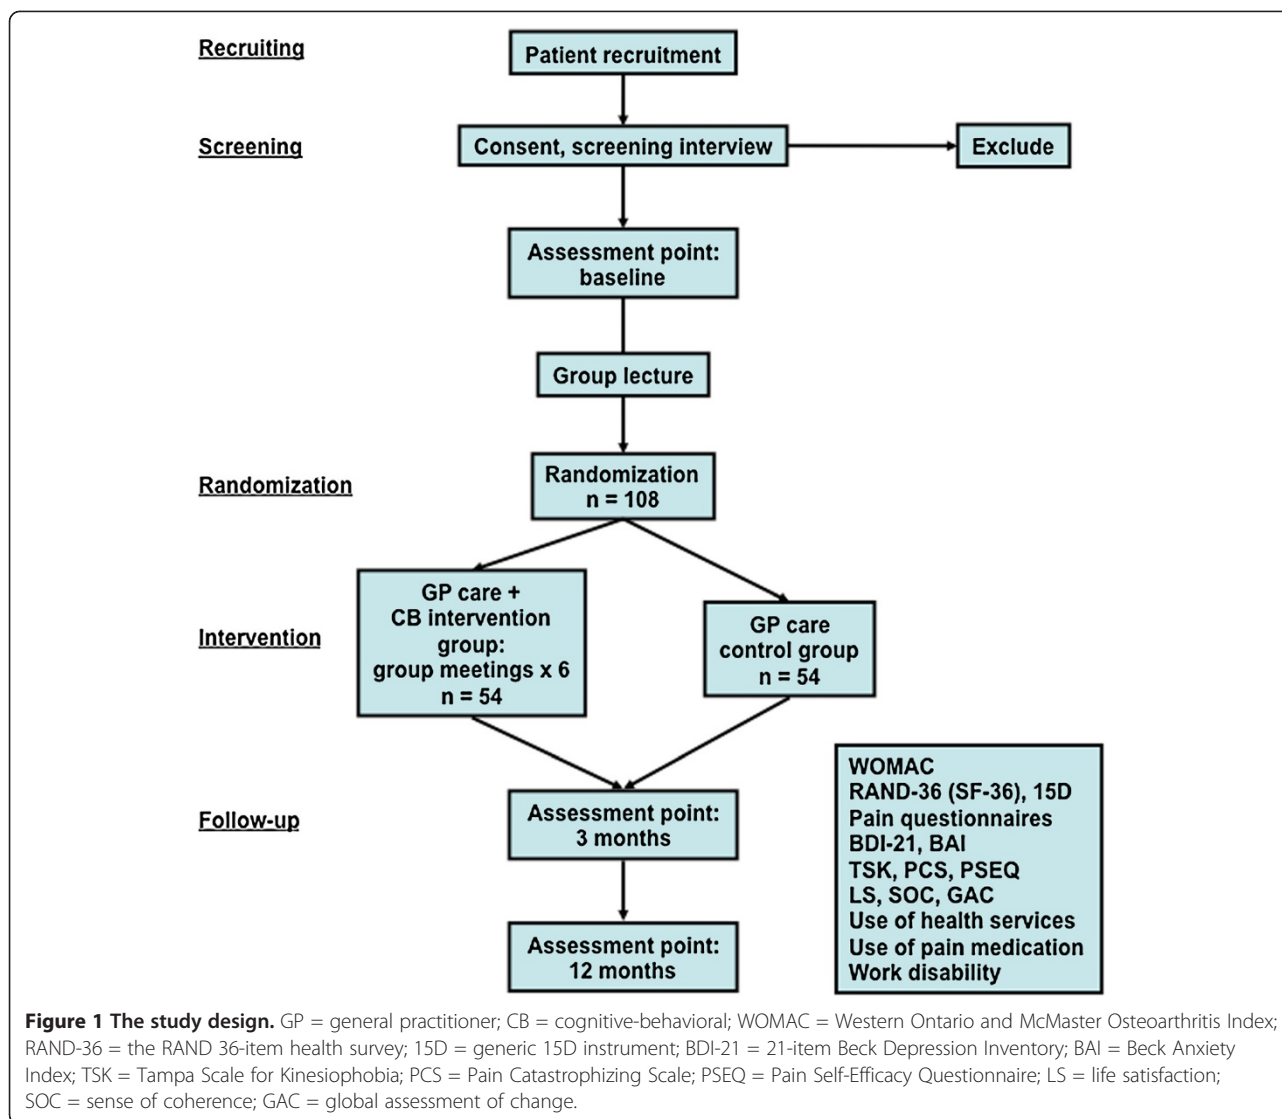 Recruiting
Patient recruitment
Screening
Consent, screening interview
Exclude
Assessment point:
baseline
Group lecture
Randomization
Randomization
n = 108
Intervention
GP care +
CB intervention
group:
group meetings x 6
n = 54
GP care
control group
n = 54
Follow-up
Assessment point:
3 months
Assessment point:
12 months
WOMAC
RAND-36 (SF-36), 15D
Pain questionnaires
BDI-21, BAI
TSK, PCS, PSEQ
LS, SOC, GAC
Use of health services
Use of pain medication
Work disability
Figure 1 The study design. GP = general practitioner; CB = cognitive-behavioral; WOMAC = Western Ontario and McMaster Osteoarthritis Index;
RAND-36 = the RAND 36-item health survey; 15D = generic 15D instrument; BDI-21 = 21-item Beck Depression Inventory; BAI = Beck Anxiety
Index; TSK = Tampa Scale for Kinesiophobia; PCS = Pain Catastrophizing Scale; PSEQ = Pain Self-Efficacy Questionnaire; LS = life satisfaction;
SOC = sense of coherence; GAC = global assessment of change.